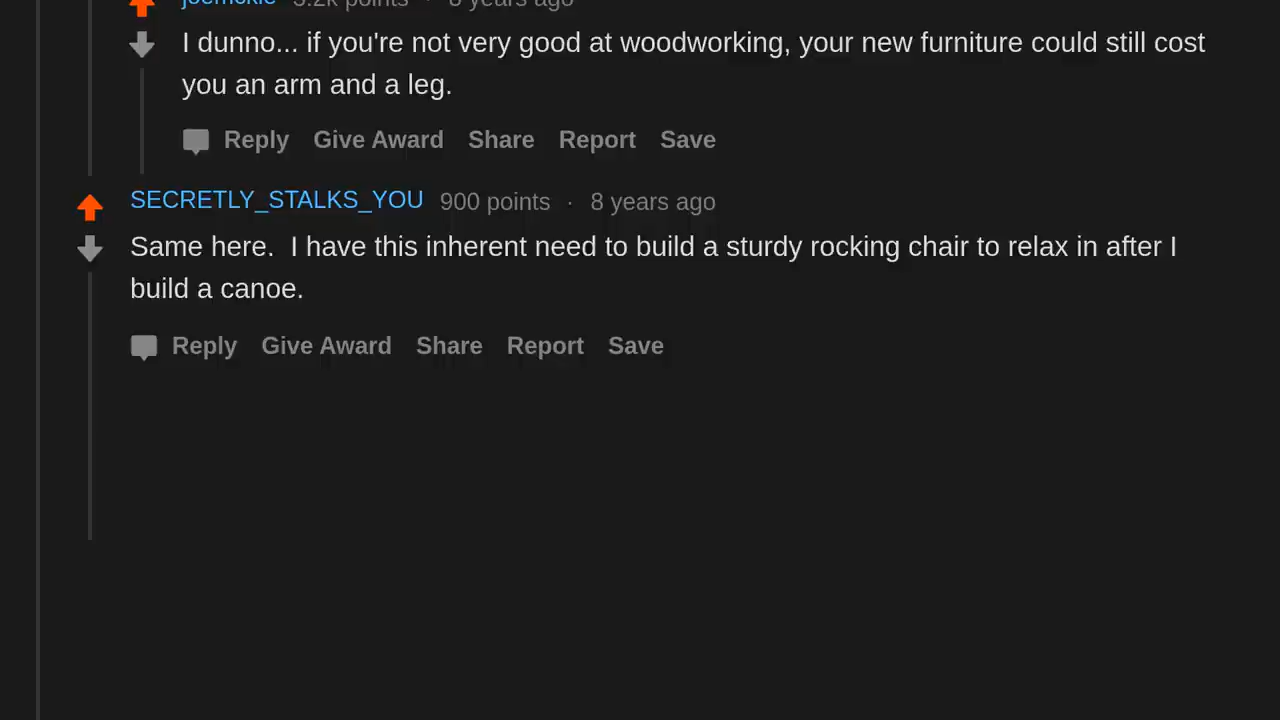 I dunno... if you're not very good at woodworking, your new furniture could still cost
you an arm and a leg.
Reply Give Award Share Report Save
SECRETLY_STALKS_YOU 900 points · 8 years ago
Same here.  I have this inherent need to build a sturdy rocking chair to relax in after I
build a canoe.
Reply Give Award Share Report Save